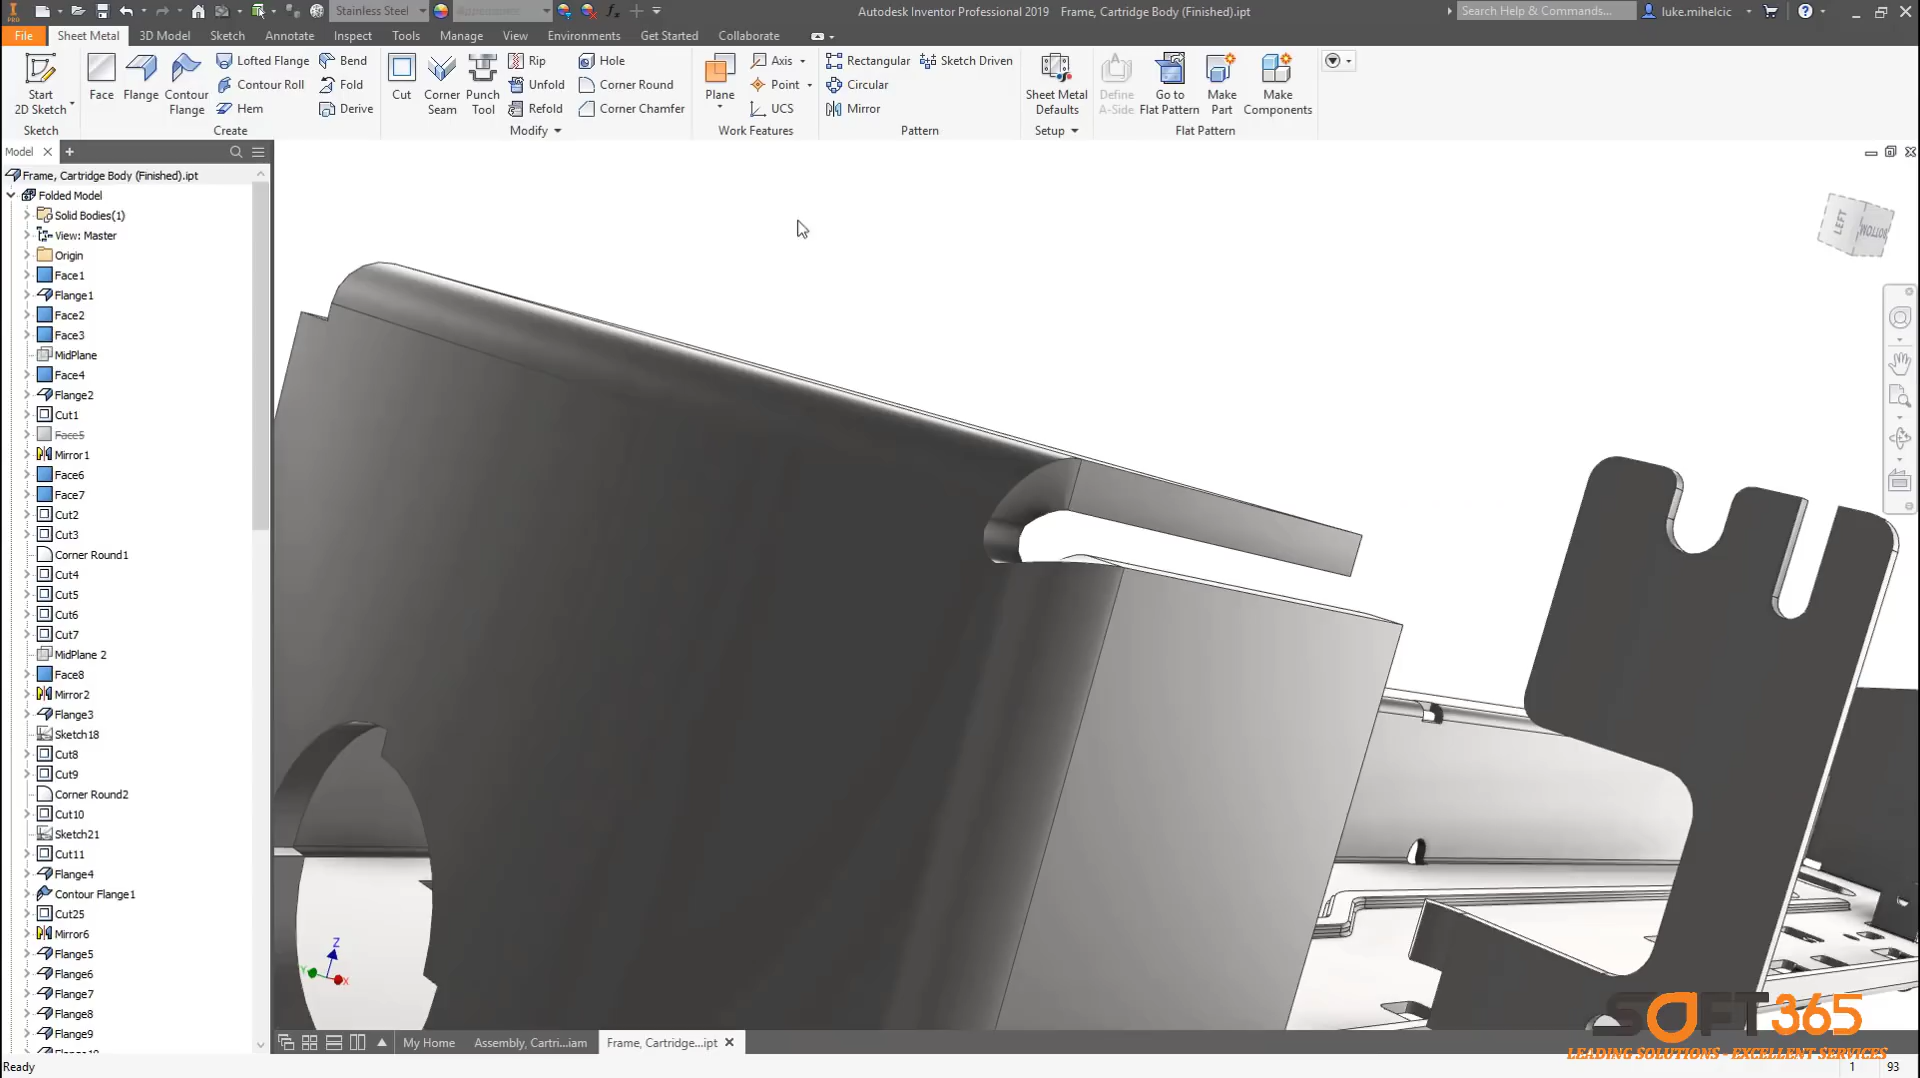 Stainless Steel
Autodesk Inventor Professional 2019 Frame, Cartridge Body (Finished).ipt
Search Help & Commands...
luke.mihelcic
File Sheet Metal 3D Model Sketch Annotate Inspect Tools Manage View Environments Get Started Collaborate
Start
2D Sketch
Sketch
Face
Flange
Contour
Flange
Lofted Flange
Contour Roll
Hem
Bend
Fold
Derive
Create
Cut
Corner
Seam
Punch
Tool
Rip
Unfold
Refold
Hole
Corner Round
Corner Chamfer
Modify
Plane
Axis
Point
UCS
Work Features
Rectangular
Circular
Mirror
Sketch Driven
Pattern
Sheet Metal
Defaults
Setup
Define
A-Side
Go to
Flat Pattern
Make
Part
Make
Components
Flat Pattern
Model
Frame, Cartridge Body (Finished).ipt
Folded Model
Solid Bodies(1)
View: Master
Origin
Face1
Flange1
Face2
Face3
MidPlane
Face4
Flange2
Cut1
Face5
Mirror1
Face6
Face7
Cut2
Cut3
Corner Round1
Cut4
Cut5
Cut6
Cut7
MidPlane 2
Face8
Mirror2
Flange3
Sketch18
Cut8
Cut9
Corner Round2
Cut10
Sketch21
Cut11
Flange4
Contour Flange1
Cut25
Mirror6
Flange5
Flange6
Flange7
Flange8
Flange9
LEFT
BOTTOM
Z
Y
X
My Home
Assembly, Cartri...iam
Frame, Cartridge...ipt
SOFT 365
LEADING SOLUTIONS - EXCELLENT SERVICES
Ready
1 93